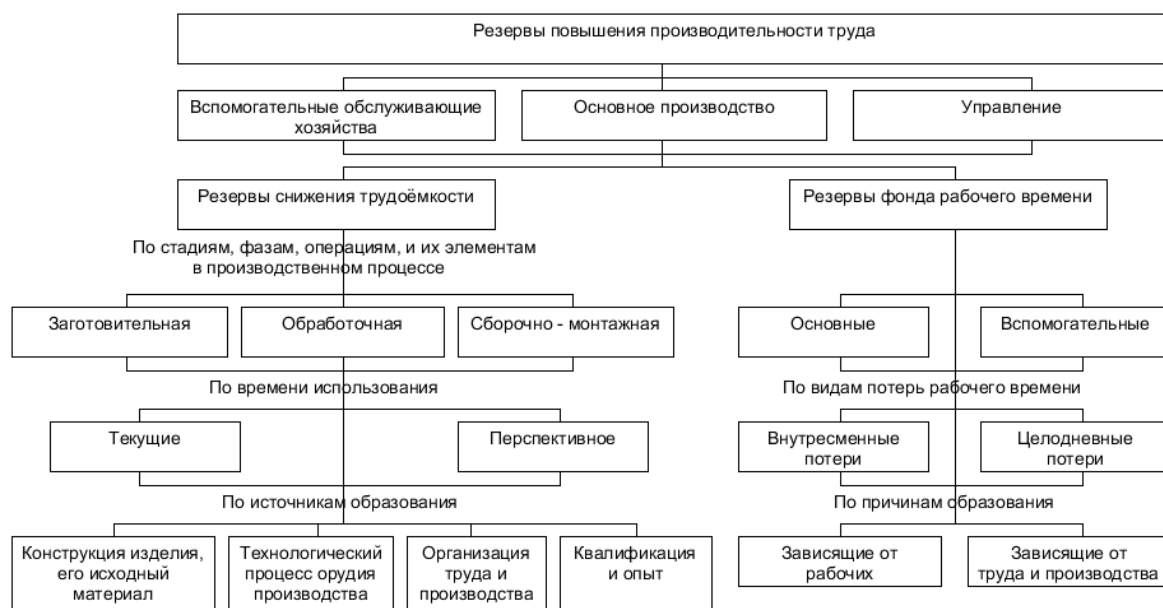 Резервы повышения производительности труда
Вспомогательные обслуживающие
хозяйства
Основное производство
Управление
Резервы снижения трудоёмкости
Резервы фонда рабочего времени
По стадиям, фазам, операциям, и их элементам
в производственном процессе
Заготовительная
Обработочная
Сборочно - монтажная
Основные
Вспомогательные
По времени использования
По видам потерь рабочего времени
Текущие
Перспективное
Внутресменные
потери
Целодневные
потери
По источникам образования
По причинам образования
Конструкция изделия,
его исходный
материал
Технологический
процесс орудия
производства
Организация
труда и
производства
Квалификация
и опыт
Зависящие от
рабочих
Зависящие от
труда и производства